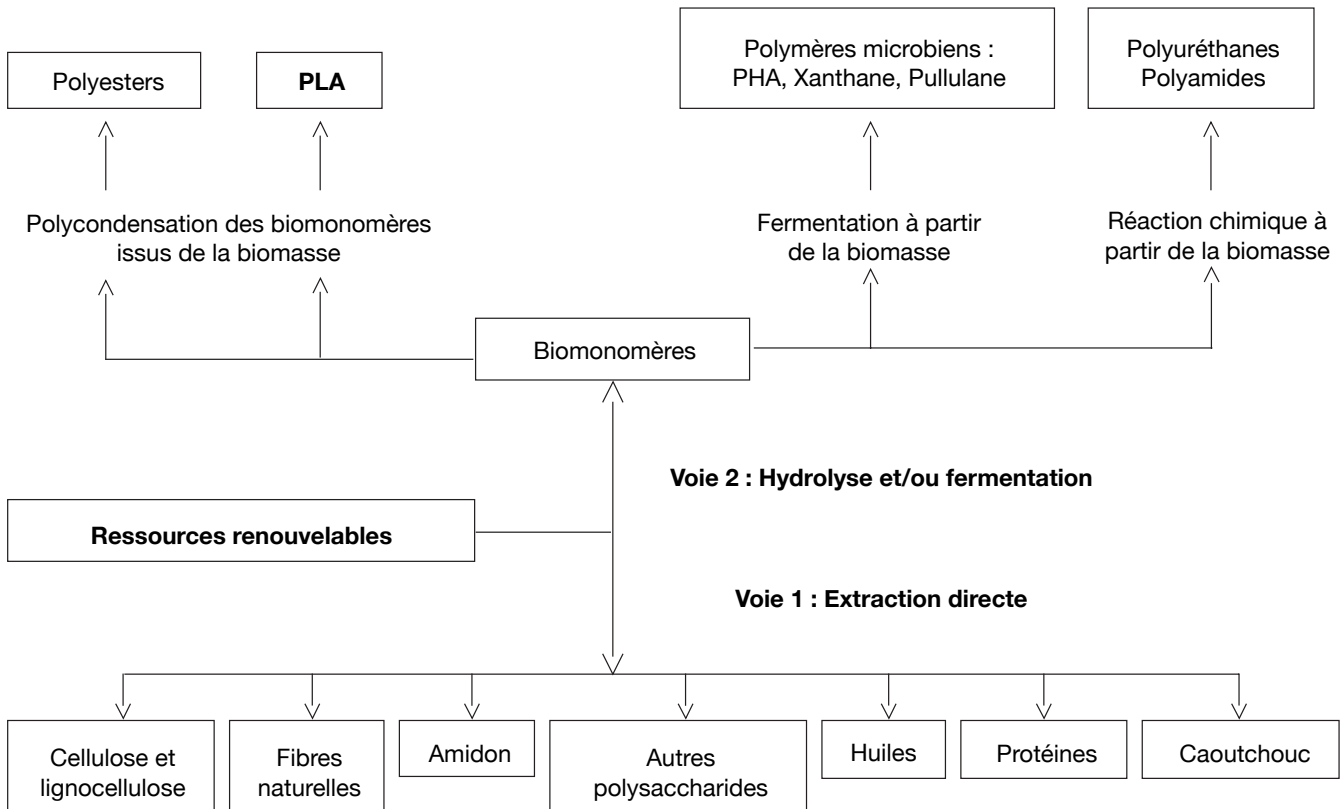 Polyesters
PLA
Polymères microbiens :
PHA, Xanthane, Pullulane
Polyuréthanes
Polyamides
Polycondensation des biomonomères
issus de la biomasse
Fermentation à partir
de la biomasse
Réaction chimique à
partir de la biomasse
Biomonomères
Voie 2 : Hydrolyse et/ou fermentation
Ressources renouvelables
Voie 1 : Extraction directe
Cellulose et
lignocellulose
Fibres
naturelles
Amidon
Autres
polysaccharides
Huiles
Protéines
Caoutchouc